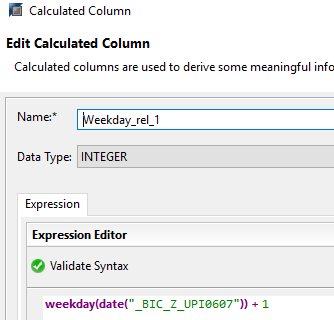 Calculated Column
Edit Calculated Column
Calculated columns are used to derive some meaningful info
Name:* Weekday_rel_1
Data Type: INTEGER
Expression
Expression Editor
Validate Syntax
weekday(date("_BIC_Z_UPI0607")) + 1